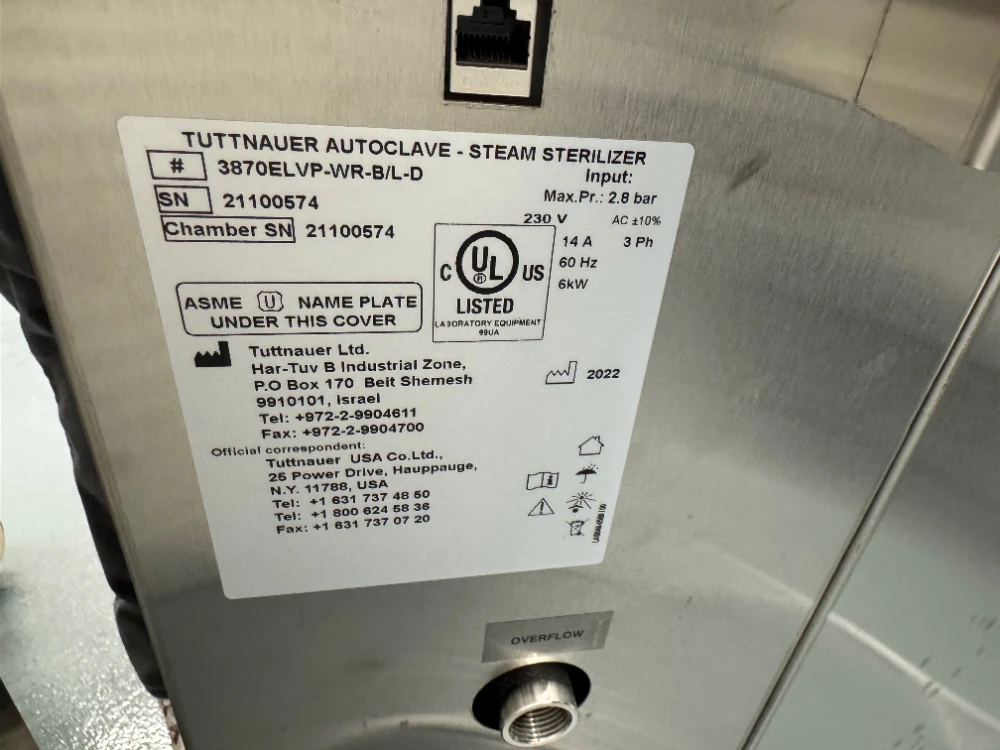 TUTTNAUER AUTOCLAVE - STEAM STERILIZER
# 3870ELVP-WR-B/L-D
Input:
Max.Pr.: 2.8 bar
SN 21100574
230 V AC ±10%
Chamber SN 21100574
14 A 3 Ph
60 Hz
6kW
C UL ® US
LISTED
LABORATORY EQUIPMENT
99UA
ASME U NAME PLATE
UNDER THIS COVER
Tuttnauer Ltd.
Har-Tuv B Industrial Zone,
P.O Box 170 Beit Shemesh
9910101, Israel
Tel: +972-2-9904611
Fax: +972-2-9904700
2022
Official correspondent:
Tuttnauer USA Co.Ltd.,
25 Power Drive, Hauppauge,
N.Y. 11788, USA
Tel: +1 631 737 48 50
Tel: +1 800 624 58 36
Fax: +1 631 737 07 20
OVERFLOW